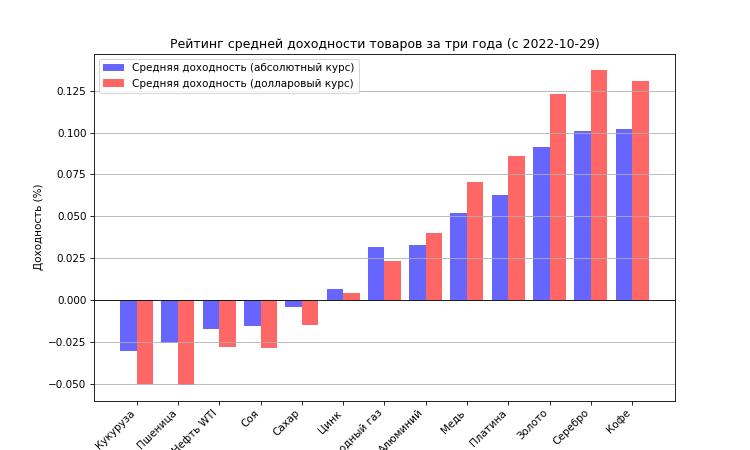 Рейтинг средней доходности товаров за три года (с 2022-10-29)
Средняя доходность (абсолютный курс)
Средняя доходность (долларовый курс)
Доходность (%)
0.125
0.100
0.075
0.050
0.025
0.000
−0.025
−0.050
Кукуруза
Пшеница
Нефть WTI
Соя
Сахар
Цинк
газ
Алюминий
Медь
Платина
Золото
Серебро
Кофе